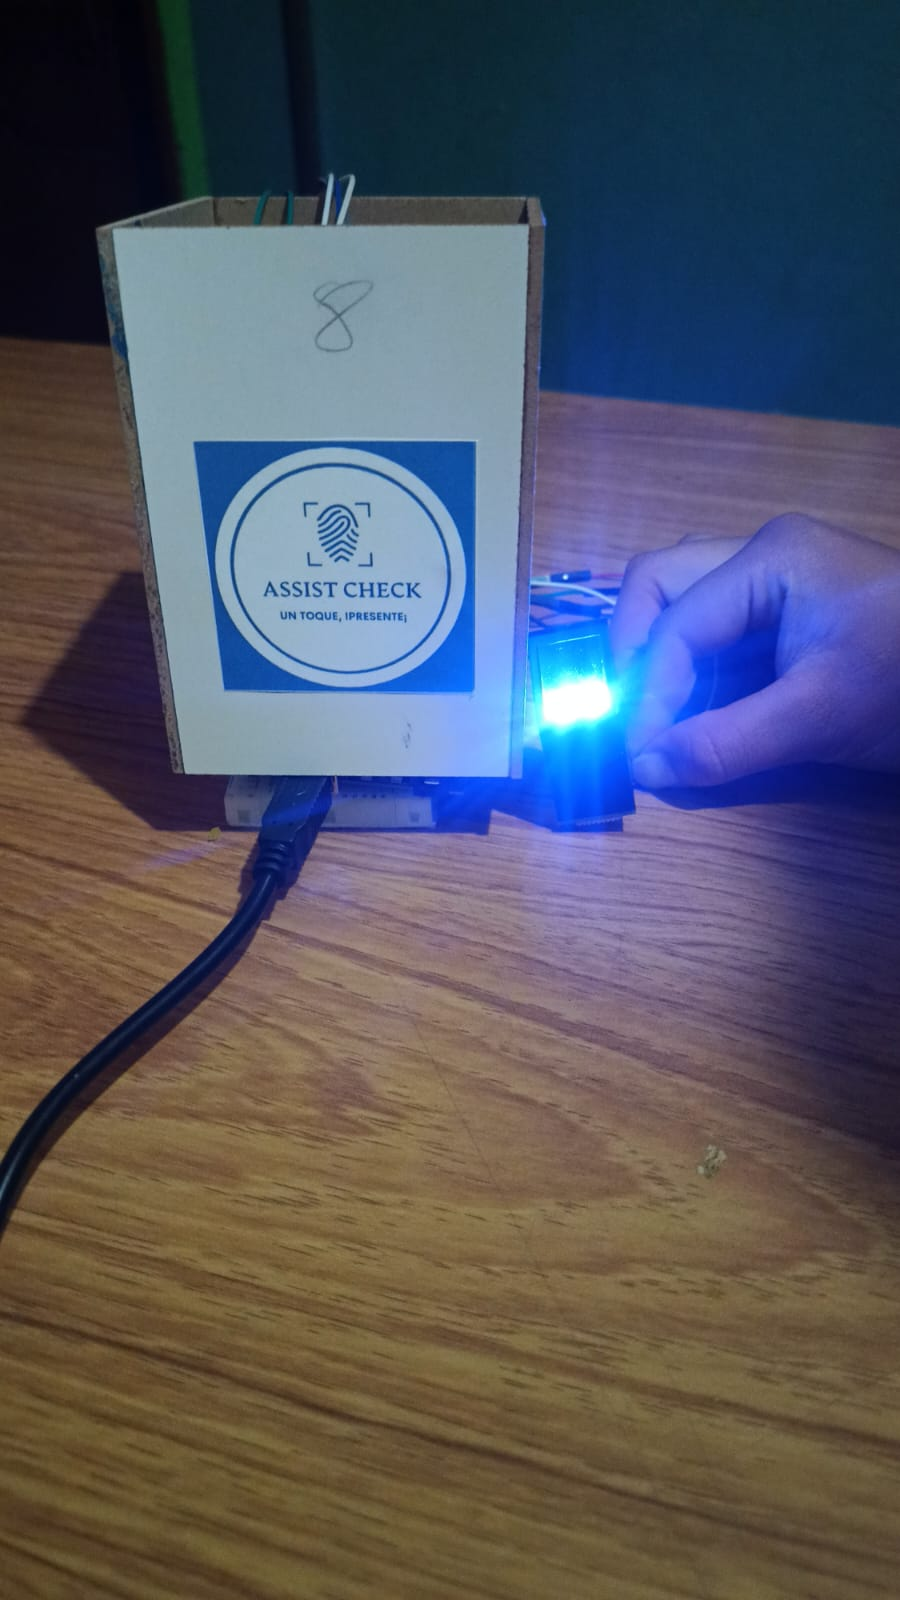 8
ASSIST CHECK
UN TOQUE, ¡PRESENTE¡